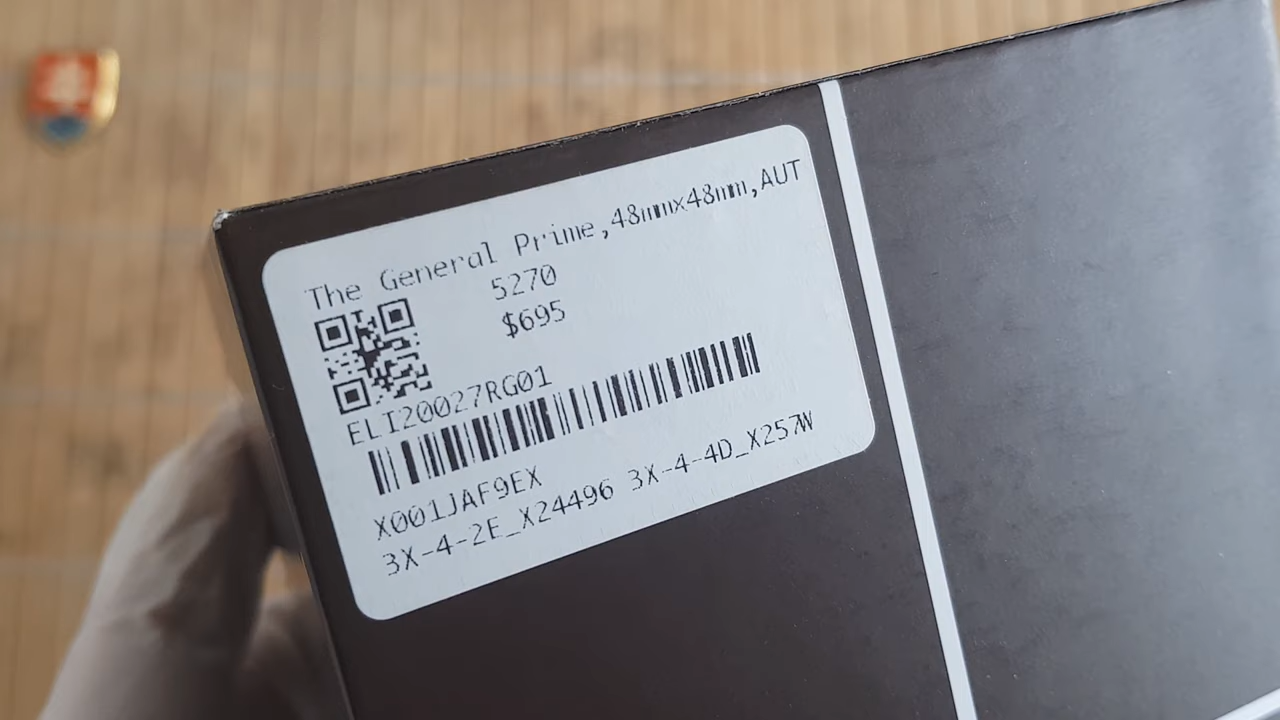 The General Prime,48mmx48mm,AUT
5270
$695
ELI20027RG01
X001JAF9EX
3X-4-2E_X24496 3X-4-4D_X257W